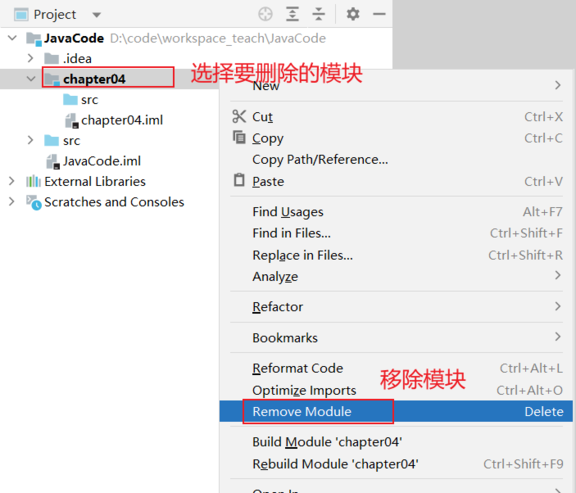 Project
JavaCode D:\code\workspace_teach\JavaCode
.idea
chapter04 选择要删除的模块
src
chapter04.iml
src
JavaCode.iml
External Libraries
Scratches and Consoles
New
Cut Ctrl+X
Copy Ctrl+C
Copy Path/Reference...
Paste Ctrl+V
Find Usages Alt+F7
Find in Files... Ctrl+Shift+F
Replace in Files... Ctrl+Shift+R
Analyze
Refactor
Bookmarks
Reformat Code Ctrl+Alt+L
移除模块
Optimize Imports Ctrl+Alt+O
Remove Module Delete
Build Module 'chapter04'
Rebuild Module 'chapter04' Ctrl+Shift+F9
Open In